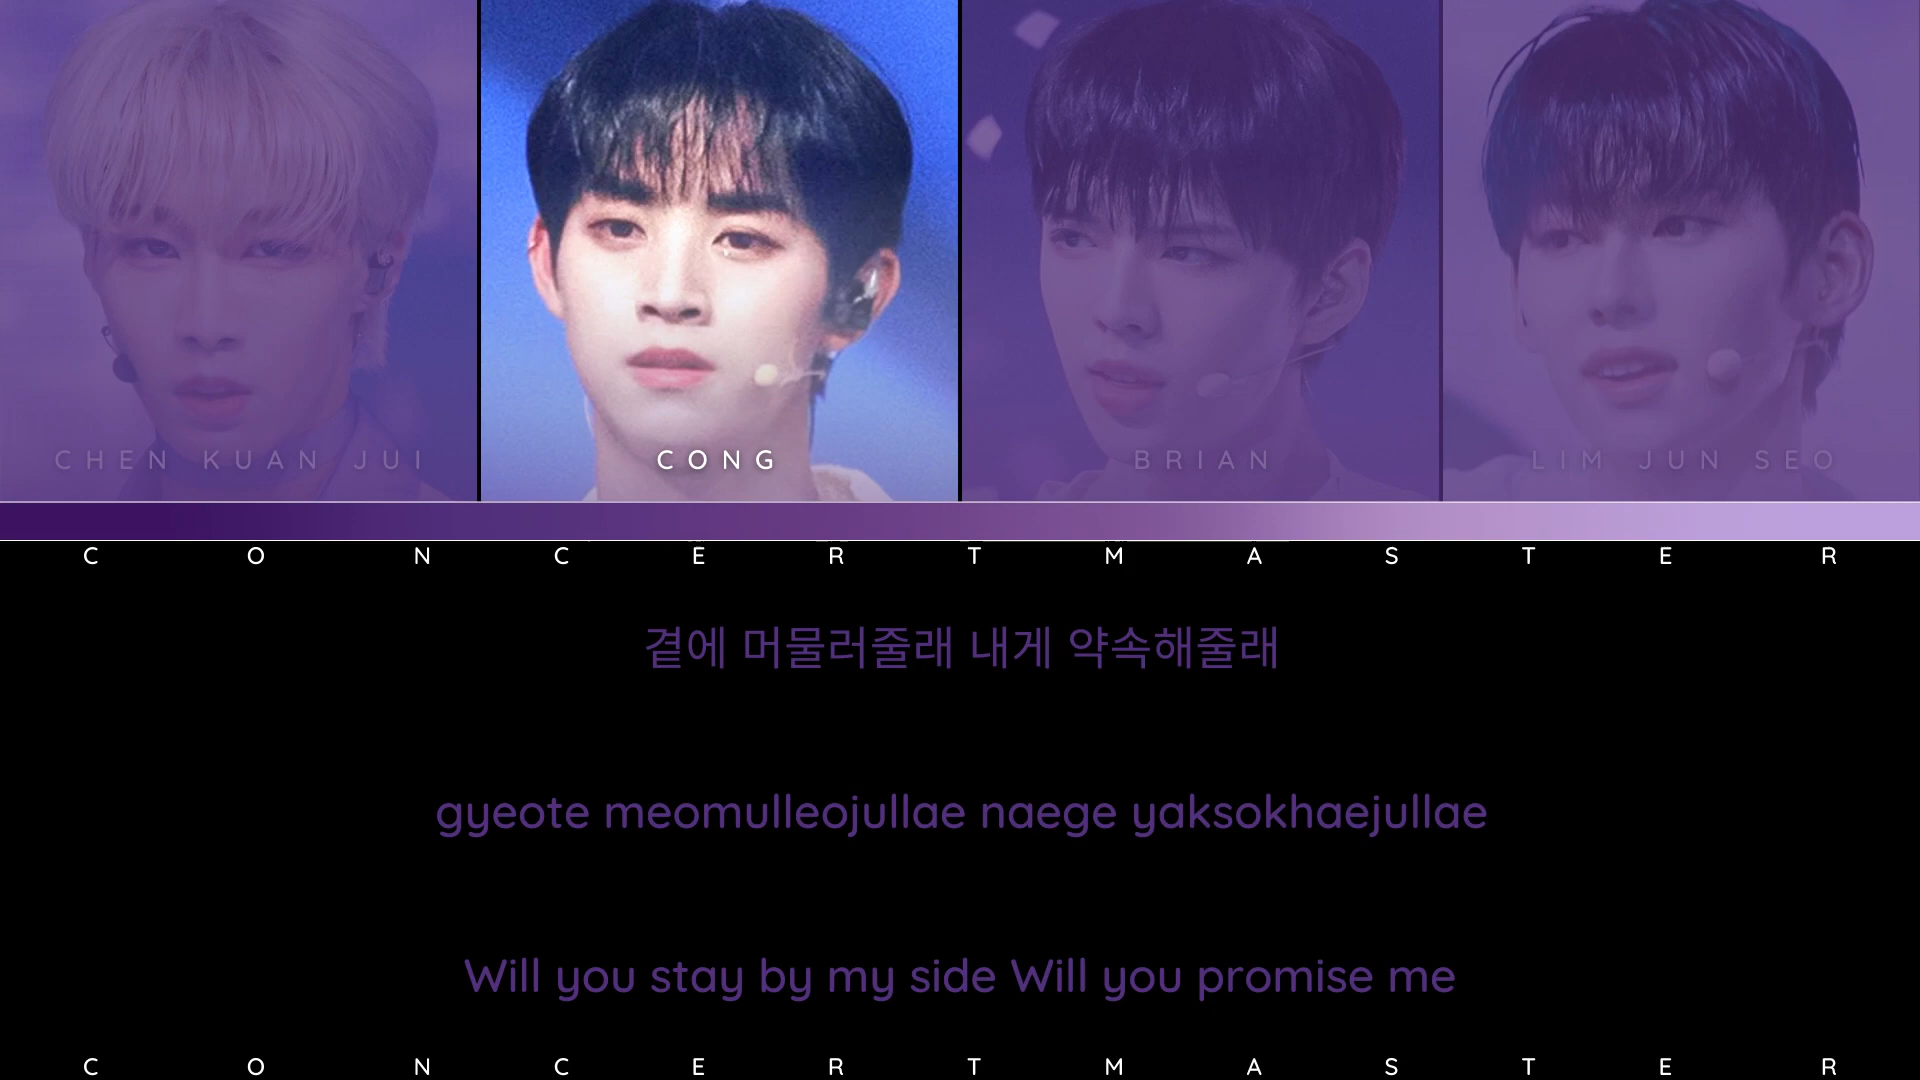 CHEN KUAN JUI
CONG
BRIAN
LIM JUN SEO
CONCERTMASTER
곁에 머물러줄래 내게 약속해줄래
gyeote meomulleojullae naege yaksokhaejullae
Will you stay by my side Will you promise me
CONCERTMASTER